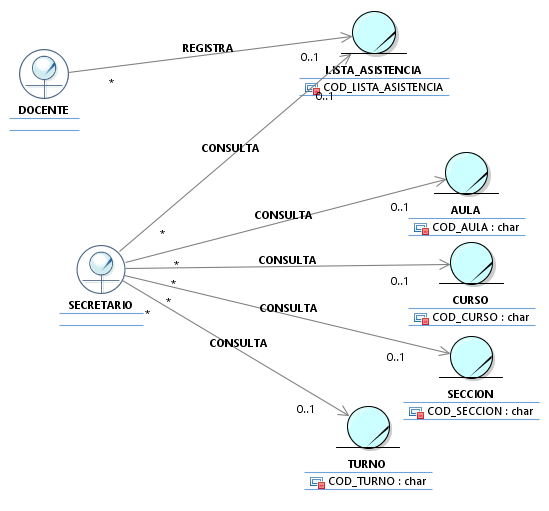 REGISTRA
0..1
*
DOCENTE
LISTA_ASISTENCIA
COD_LISTA_ASISTENCIA
0..1
CONSULTA
*
CONSULTA
0..1
AULA
COD_AULA : char
*
CONSULTA
0..1
CURSO
COD_CURSO : char
SECRETARIO
*
CONSULTA
0..1
SECCION
COD_SECCION : char
*
CONSULTA
0..1
TURNO
COD_TURNO : char